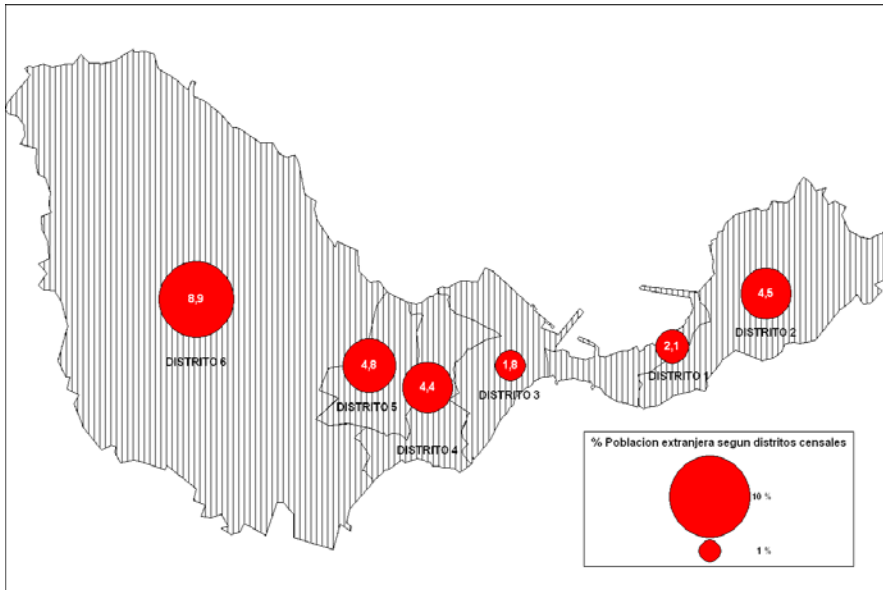 8,9
DISTRITO 6
4,8
DISTRITO 5
4,4
DISTRITO 4
1,8
DISTRITO 3
2,1
DISTRITO 1
4,5
DISTRITO 2
% Poblacion extranjera segun distritos censales
10 %
1 %